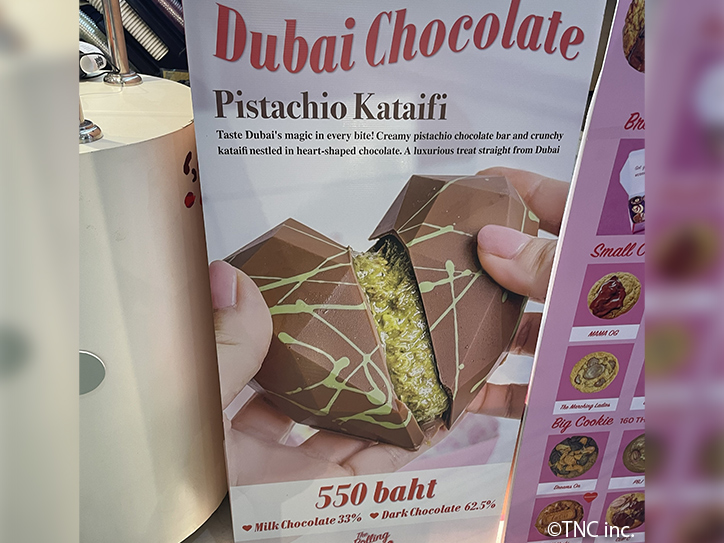 Dubai Chocolate
Pistachio Kataifi
Taste Dubai's magic in every bite! Creamy pistachio chocolate bar and crunchy
kataifi nestled in heart-shaped chocolate. A luxurious treat straight from Dubai
550 baht
Milk Chocolate 33% Dark Chocolate 62.5%
The
Small
MAMA OG
Big Cookie 160
©TNC inc.